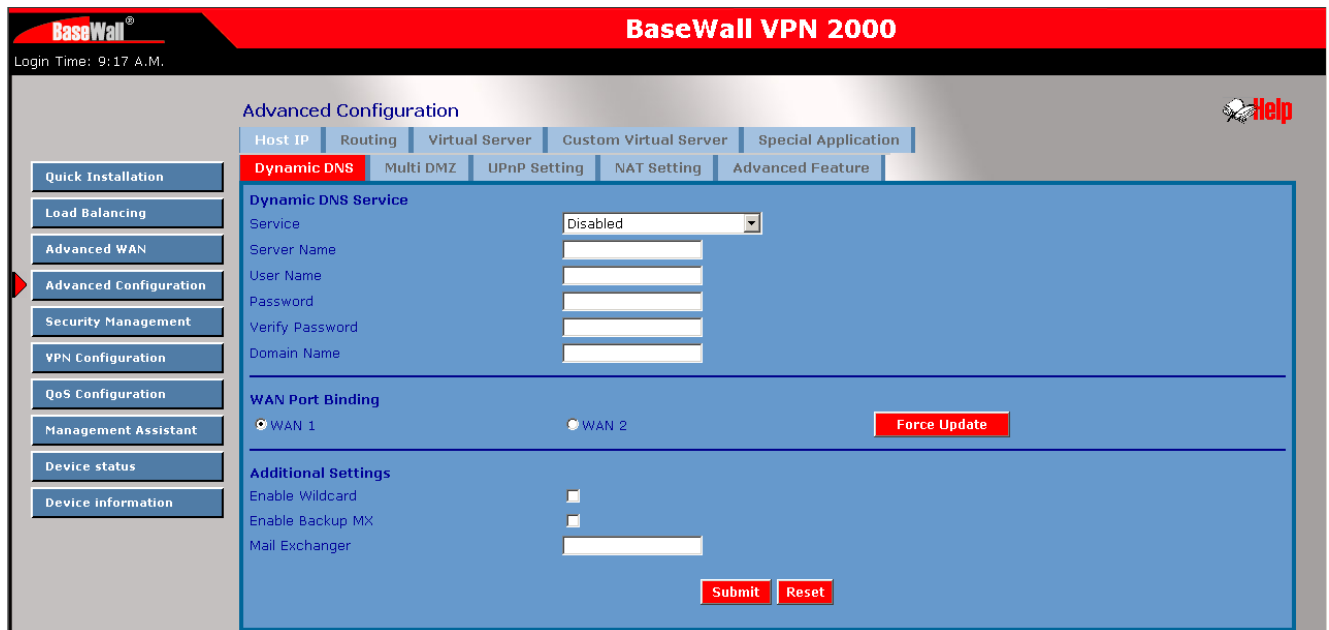 BaseWall®
BaseWall VPN 2000
Login Time: 9:17 A.M.
Advanced Configuration
Help
Host IP Routing Virtual Server Custom Virtual Server Special Application
Dynamic DNS Multi DMZ UPnP Setting NAT Setting Advanced Feature
Quick Installation
Load Balancing
Advanced WAN
Advanced Configuration
Security Management
VPN Configuration
QoS Configuration
Management Assistant
Device status
Device information
Dynamic DNS Service
Service Disabled
Server Name
User Name
Password
Verify Password
Domain Name
WAN Port Binding
WAN 1 WAN 2 Force Update
Additional Settings
Enable Wildcard
Enable Backup MX
Mail Exchanger
Submit Reset